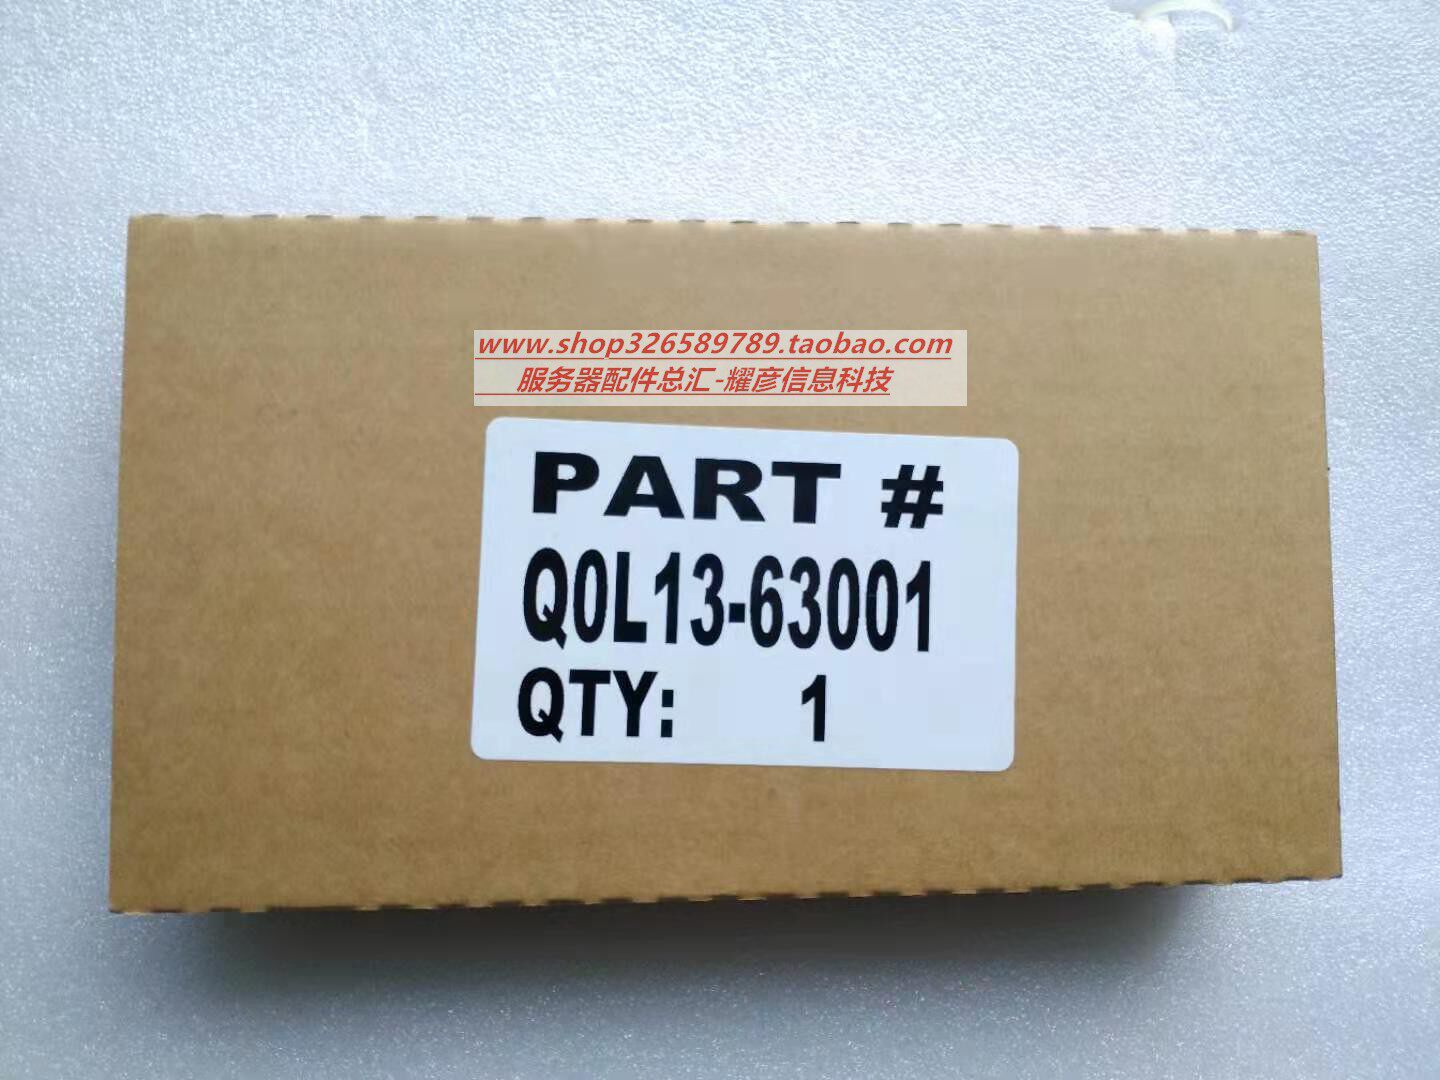 www.shop326589789.taobao.com
服务器配件总汇-耀彦信息科技
PART #
Q0L13-63001
QTY: 1